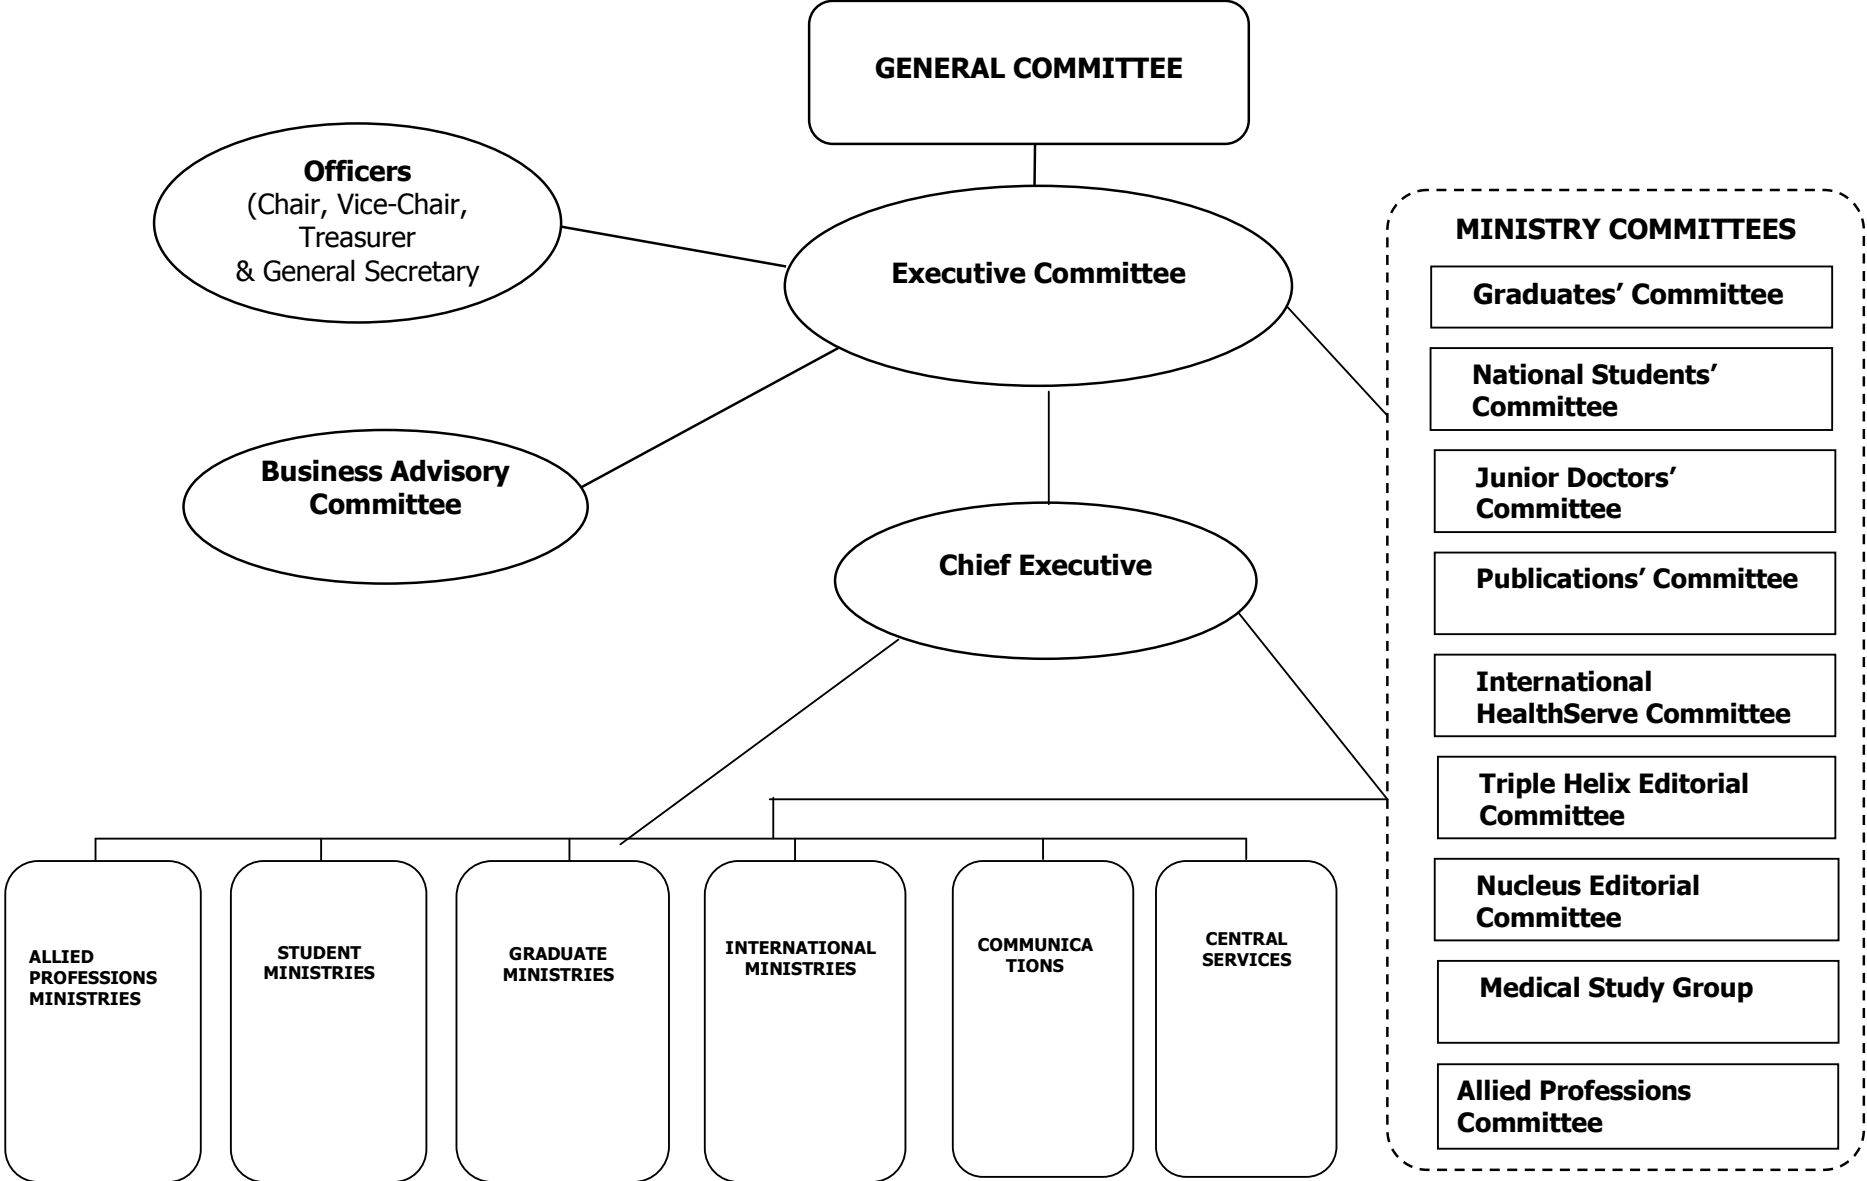 GENERAL COMMITTEE
Officers
(Chair, Vice-Chair,
Treasurer
& General Secretary
Executive Committee
Business Advisory
Committee
Chief Executive
MINISTRY COMMITTEES
Graduates’ Committee
National Students’
Committee
Junior Doctors’
Committee
Publications’ Committee
International
HealthServe Committee
Triple Helix Editorial
Committee
Nucleus Editorial
Committee
Medical Study Group
Allied Professions
Committee
ALLIED
PROFESSIONS
MINISTRIES
STUDENT
MINISTRIES
GRADUATE
MINISTRIES
INTERNATIONAL
MINISTRIES
COMMUNICA
TIONS
CENTRAL
SERVICES